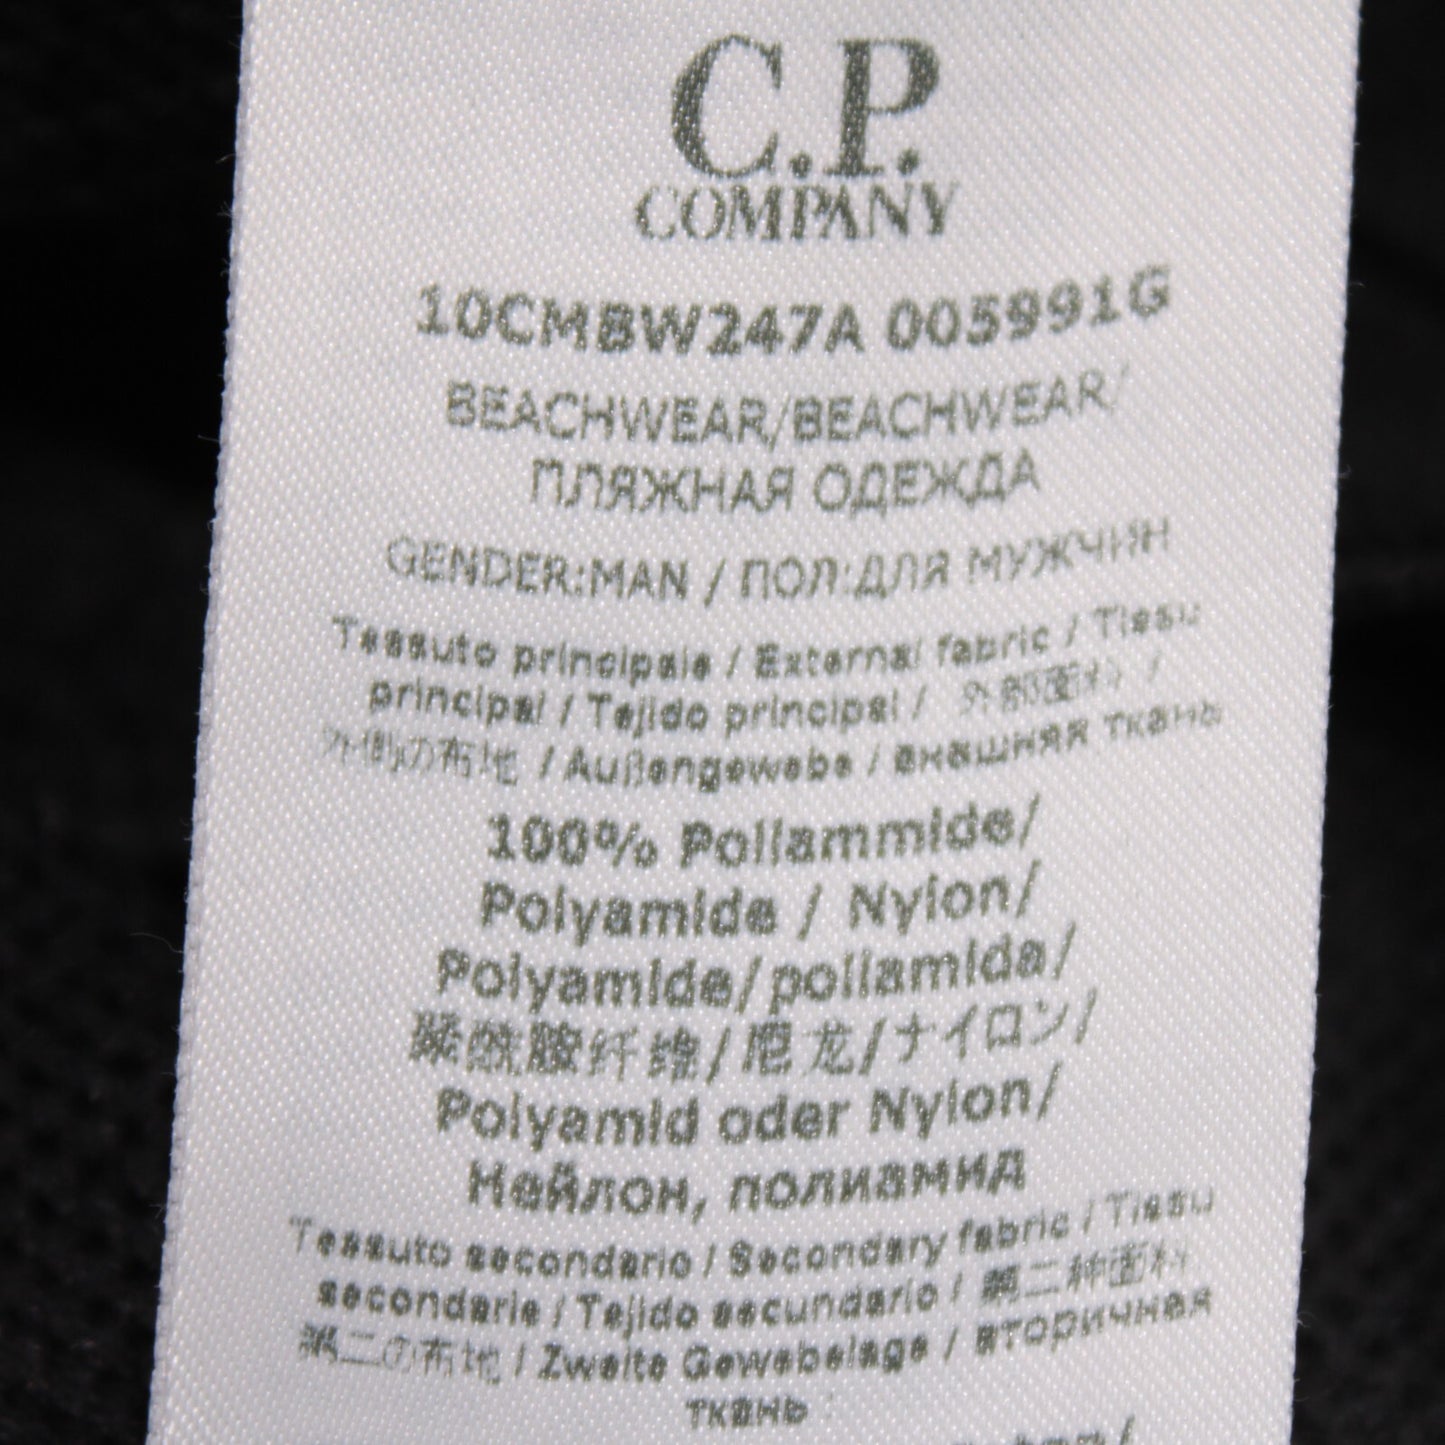 C.P.
COMPANY
10CMBW247A 005991G
BEACHWEAR/BEACHWEAR/
ПЛЯЖНАЯ ОДЕЖДА
GENDER:MAN / ПОЛ:ДЛЯ МУЖЧИН
Tessuto principale / External fabric / Tissu
principal / Tejido principal / 外部面料 /
外側の布地 / Außengewebe / внешняя ткань
100% Poliammide/
Polyamide / Nylon/
Polyamide/poliamida/
聚酰胺纤维/尼龙/ナイロン/
Polyamid oder Nylon/
Нейлон, полиамид
Tessuto secondario / Secondary fabric / Tissu
secondarie / Tejido secundario / 第二种面料
第二の布地 / Zweite Gewebelage / вторичная
ткань :